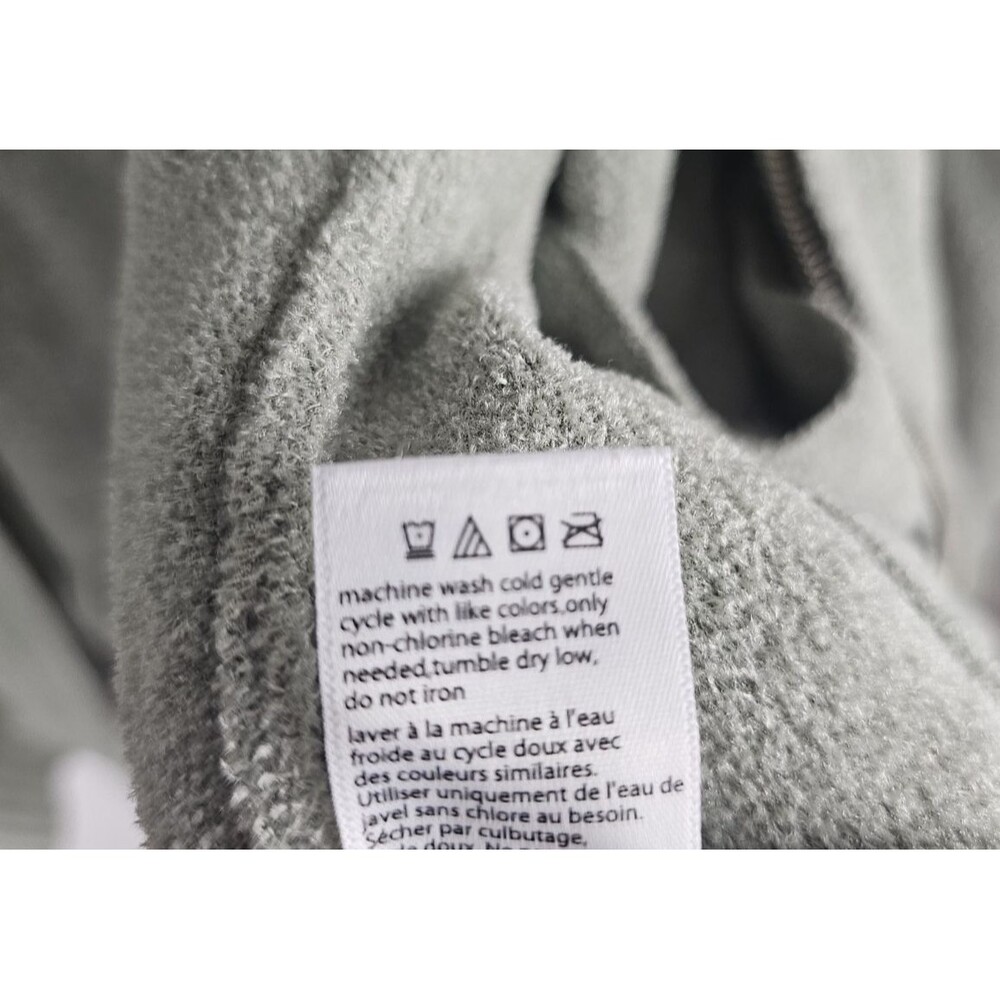 machine wash cold gentle
cycle with like colors,only
non-chlorine bleach when
needed,tumble dry low,
do not iron
laver à la machine à l'eau
froide au cycle doux avec
des couleurs similaires.
Utiliser uniquement de l'eau de
javel sans chlore au besoin.
Sécher par culbutage,
doux. No